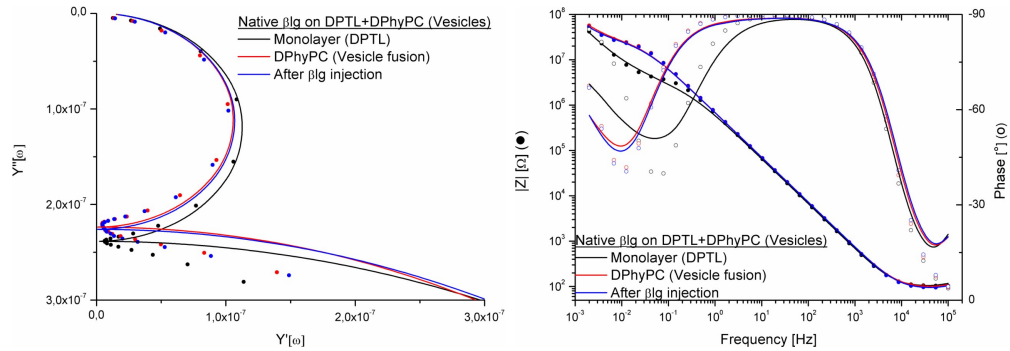 Native βlg on DPTL+DPhyPC (Vesicles)
Monolayer (DPTL)
DPhyPC (Vesicle fusion)
After βlg injection
0,0
1,0x10⁻⁷
2,0x10⁻⁷
3,0x10⁻⁷
Y''[ω]
0,0
1,0x10⁻⁷
2,0x10⁻⁷
3,0x10⁻⁷
Y'[ω]
10⁸
10⁷
10⁶
10⁵
10⁴
10³
10²
|Z| [Ω] (●)
-90
-60
-30
0
Phase [°] (o)
Native βlg on DPTL+DPhyPC (Vesicles)
Monolayer (DPTL)
DPhyPC (Vesicle fusion)
After βlg injection
10⁻³
10⁻²
10⁻¹
10⁰
10¹
10²
10³
10⁴
10⁵
Frequency [Hz]